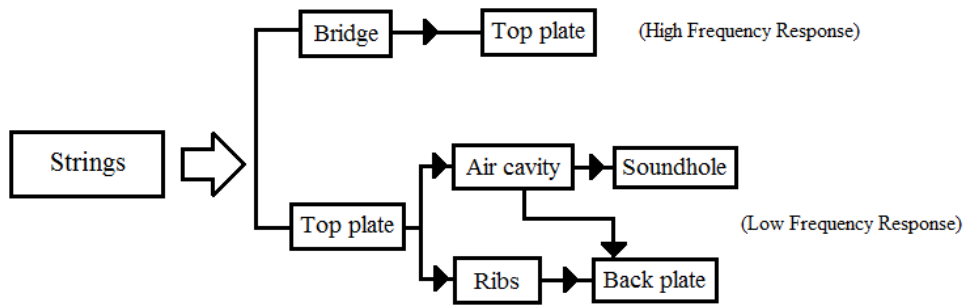 Bridge
Top plate
(High Frequency Response)
Strings
Air cavity
Soundhole
Top plate
(Low Frequency Response)
Ribs
Back plate